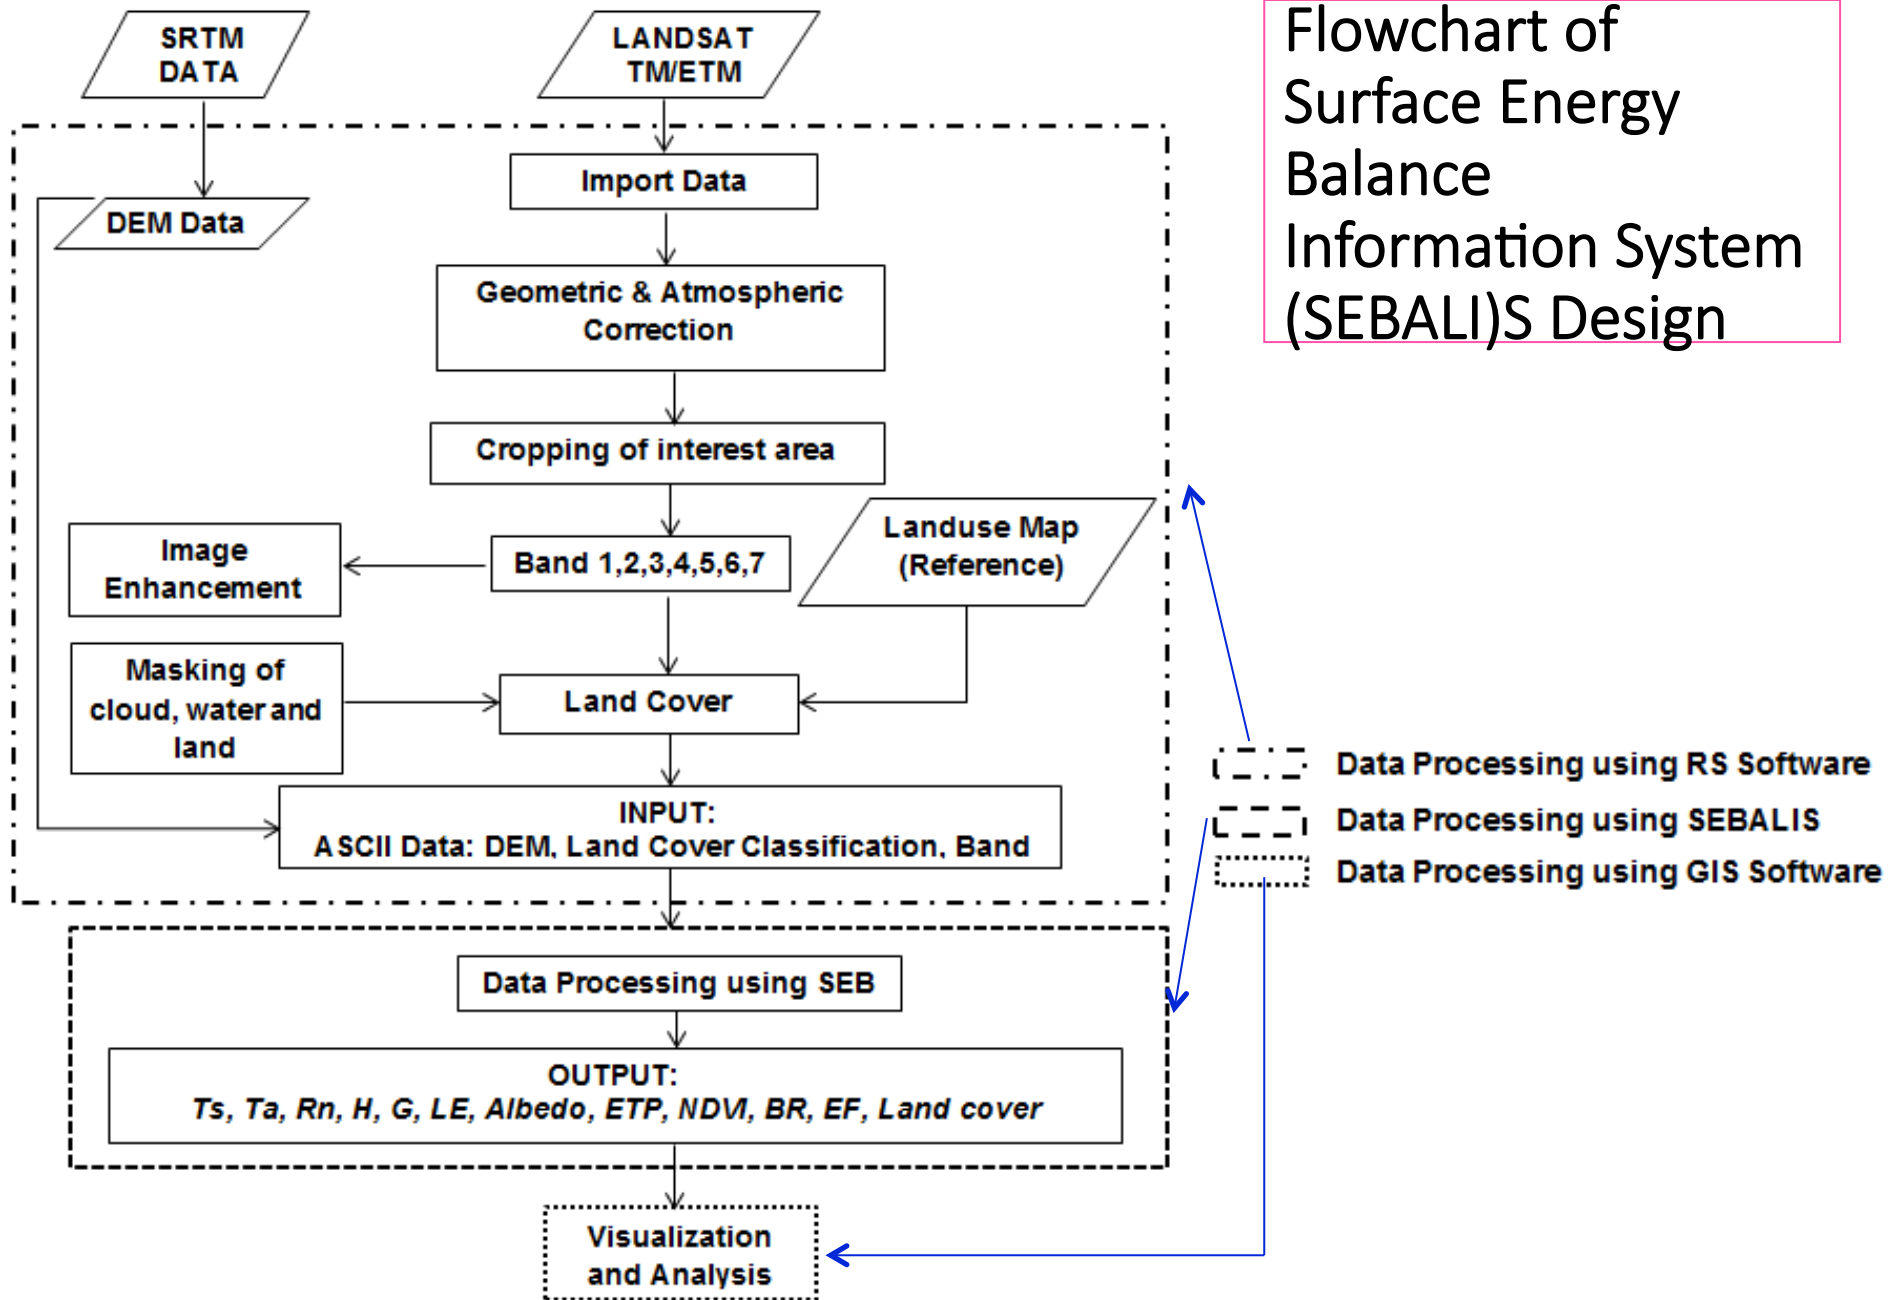 SRTM
DATA
LANDSAT
TM/ETM
Flowchart of
Surface Energy
Balance
Information System
(SEBALI)S Design
Import Data
DEM Data
Geometric & Atmospheric
Correction
Cropping of interest area
Landuse Map
(Reference)
Image
Enhancement
Band 1,2,3,4,5,6,7
Masking of
cloud, water and
land
Land Cover
INPUT:
ASCII Data: DEM, Land Cover Classification, Band
Data Processing using RS Software
Data Processing using SEBALIS
Data Processing using GIS Software
Data Processing using SEB
OUTPUT:
Ts, Ta, Rn, H, G, LE, Albedo, ETP, NDVI, BR, EF, Land cover
Visualization
and Analysis